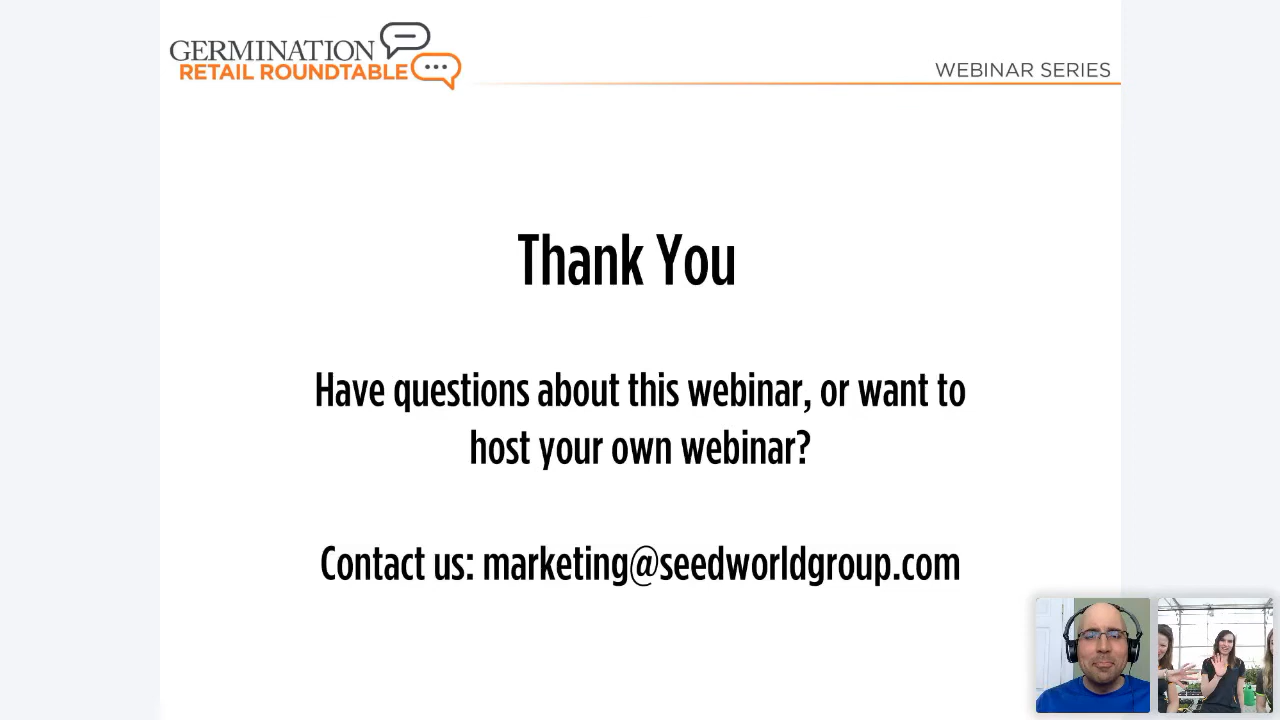 GERMINATION
RETAIL ROUNDTABLE
WEBINAR SERIES
Thank You
Have questions about this webinar, or want to
host your own webinar?
Contact us: marketing@seedworldgroup.com